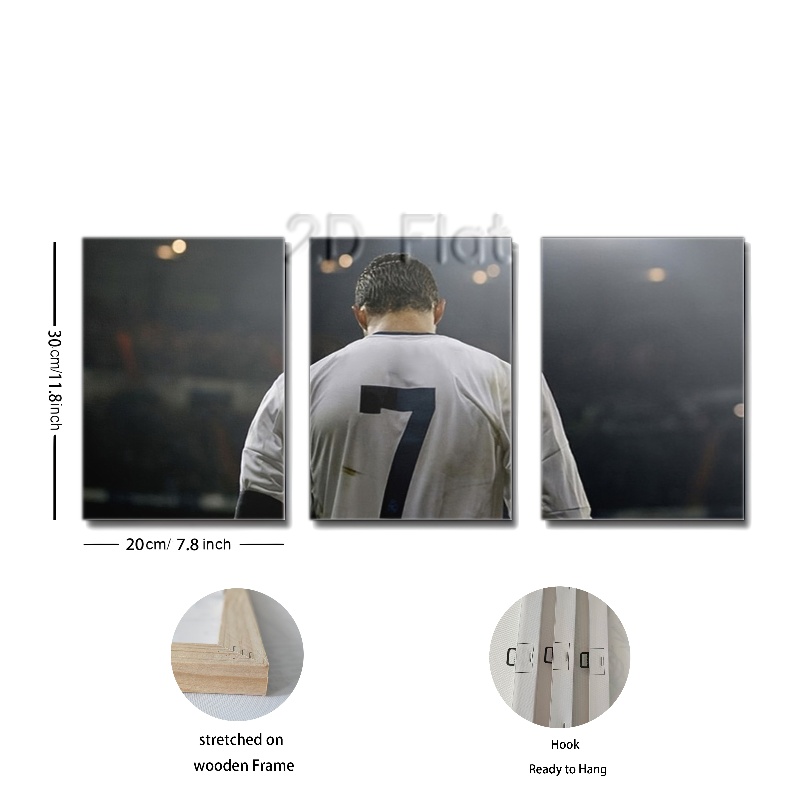 2D Flat
7
30cm/11.8inch
20cm/ 7.8 inch
stretched on
wooden Frame
Hook
Ready to Hang